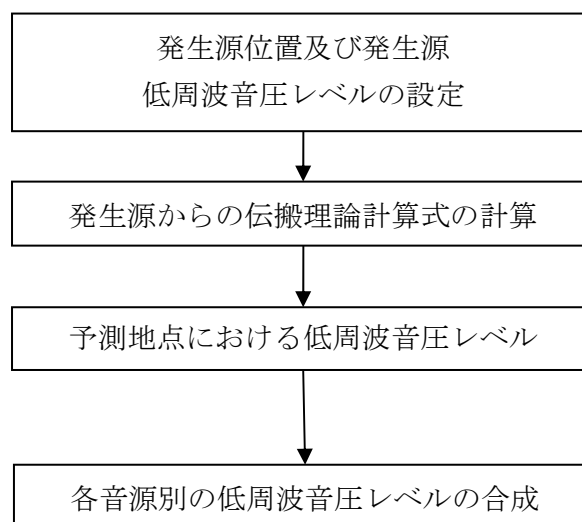 発生源位置及び発生源
低周波音圧レベルの設定
発生源からの伝搬理論計算式の計算
予測地点における低周波音圧レベル
各音源別の低周波音圧レベルの合成